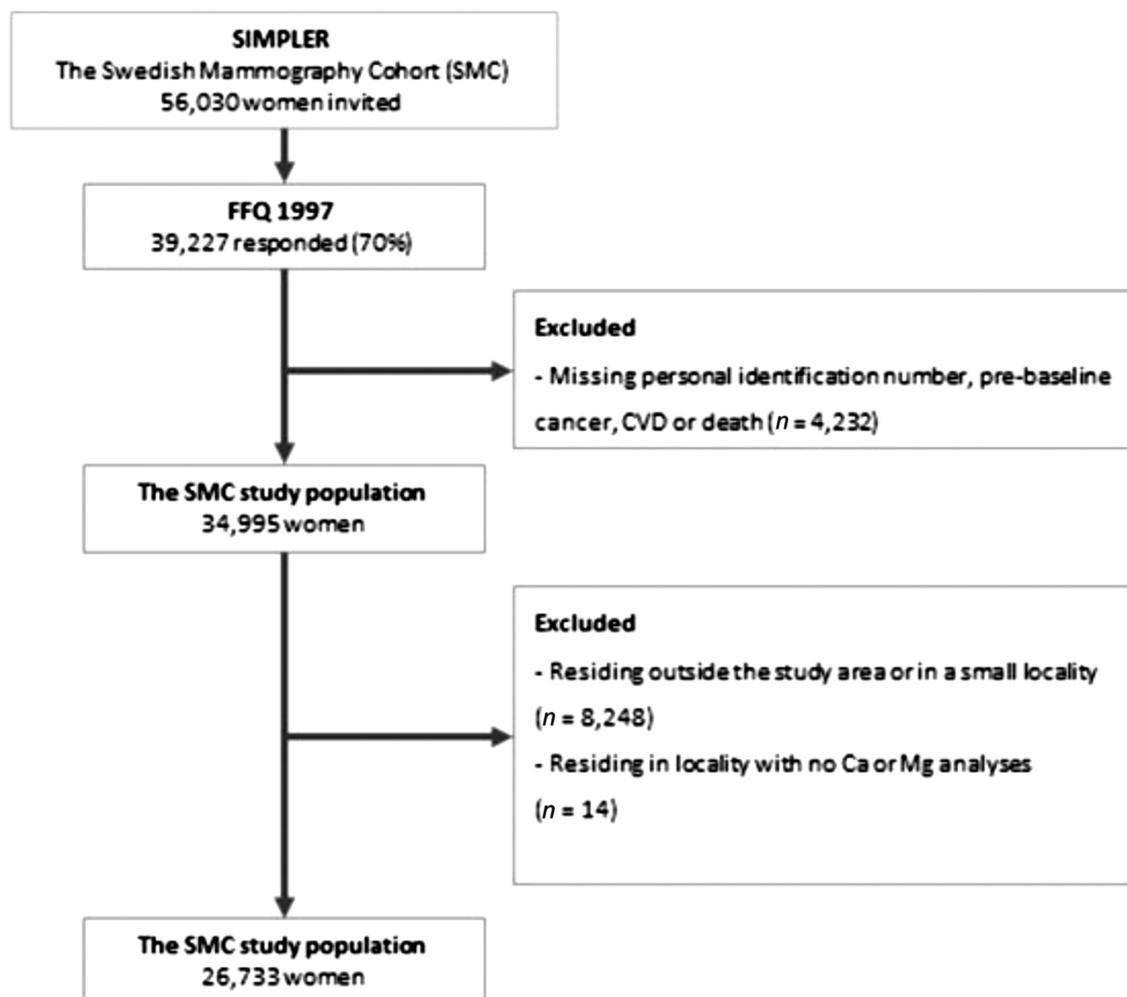 SIMPLER
The Swedish Mammography Cohort (SMC)
56,030 women invited
FFQ 1997
39,227 responded (70%)
Excluded
- Missing personal identification number, pre-baseline
cancer, CVD or death (n = 4,232)
The SMC study population
34,995 women
Excluded
- Residing outside the study area or in a small locality
(n = 8,248)
- Residing in locality with no Ca or Mg analyses
(n = 14)
The SMC study population
26,733 women